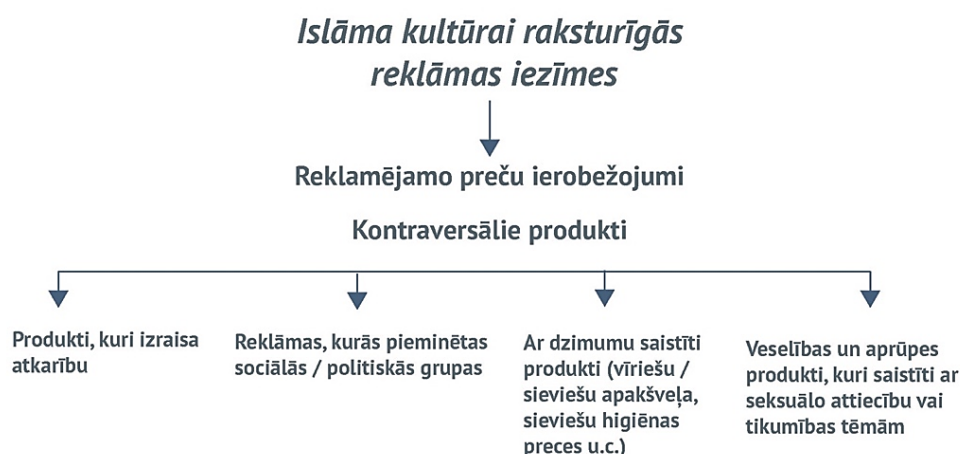 Islāma kultūrai raksturīgās
reklāmas iezīmes
Reklamējamo preču ierobežojumi
Kontraversālie produkti
Produkti, kuri izraisa
atkarību
Reklāmas, kurās pieminētas
sociālās / politiskās grupas
Ar dzimumu saistīti
produkti (vīriešu /
sieviešu apakšveļa,
sieviešu higiēnas
preces u.c.)
Veselības un aprūpes
produkti, kuri saistīti ar
seksuālo attiecību vai
tikumības tēmām